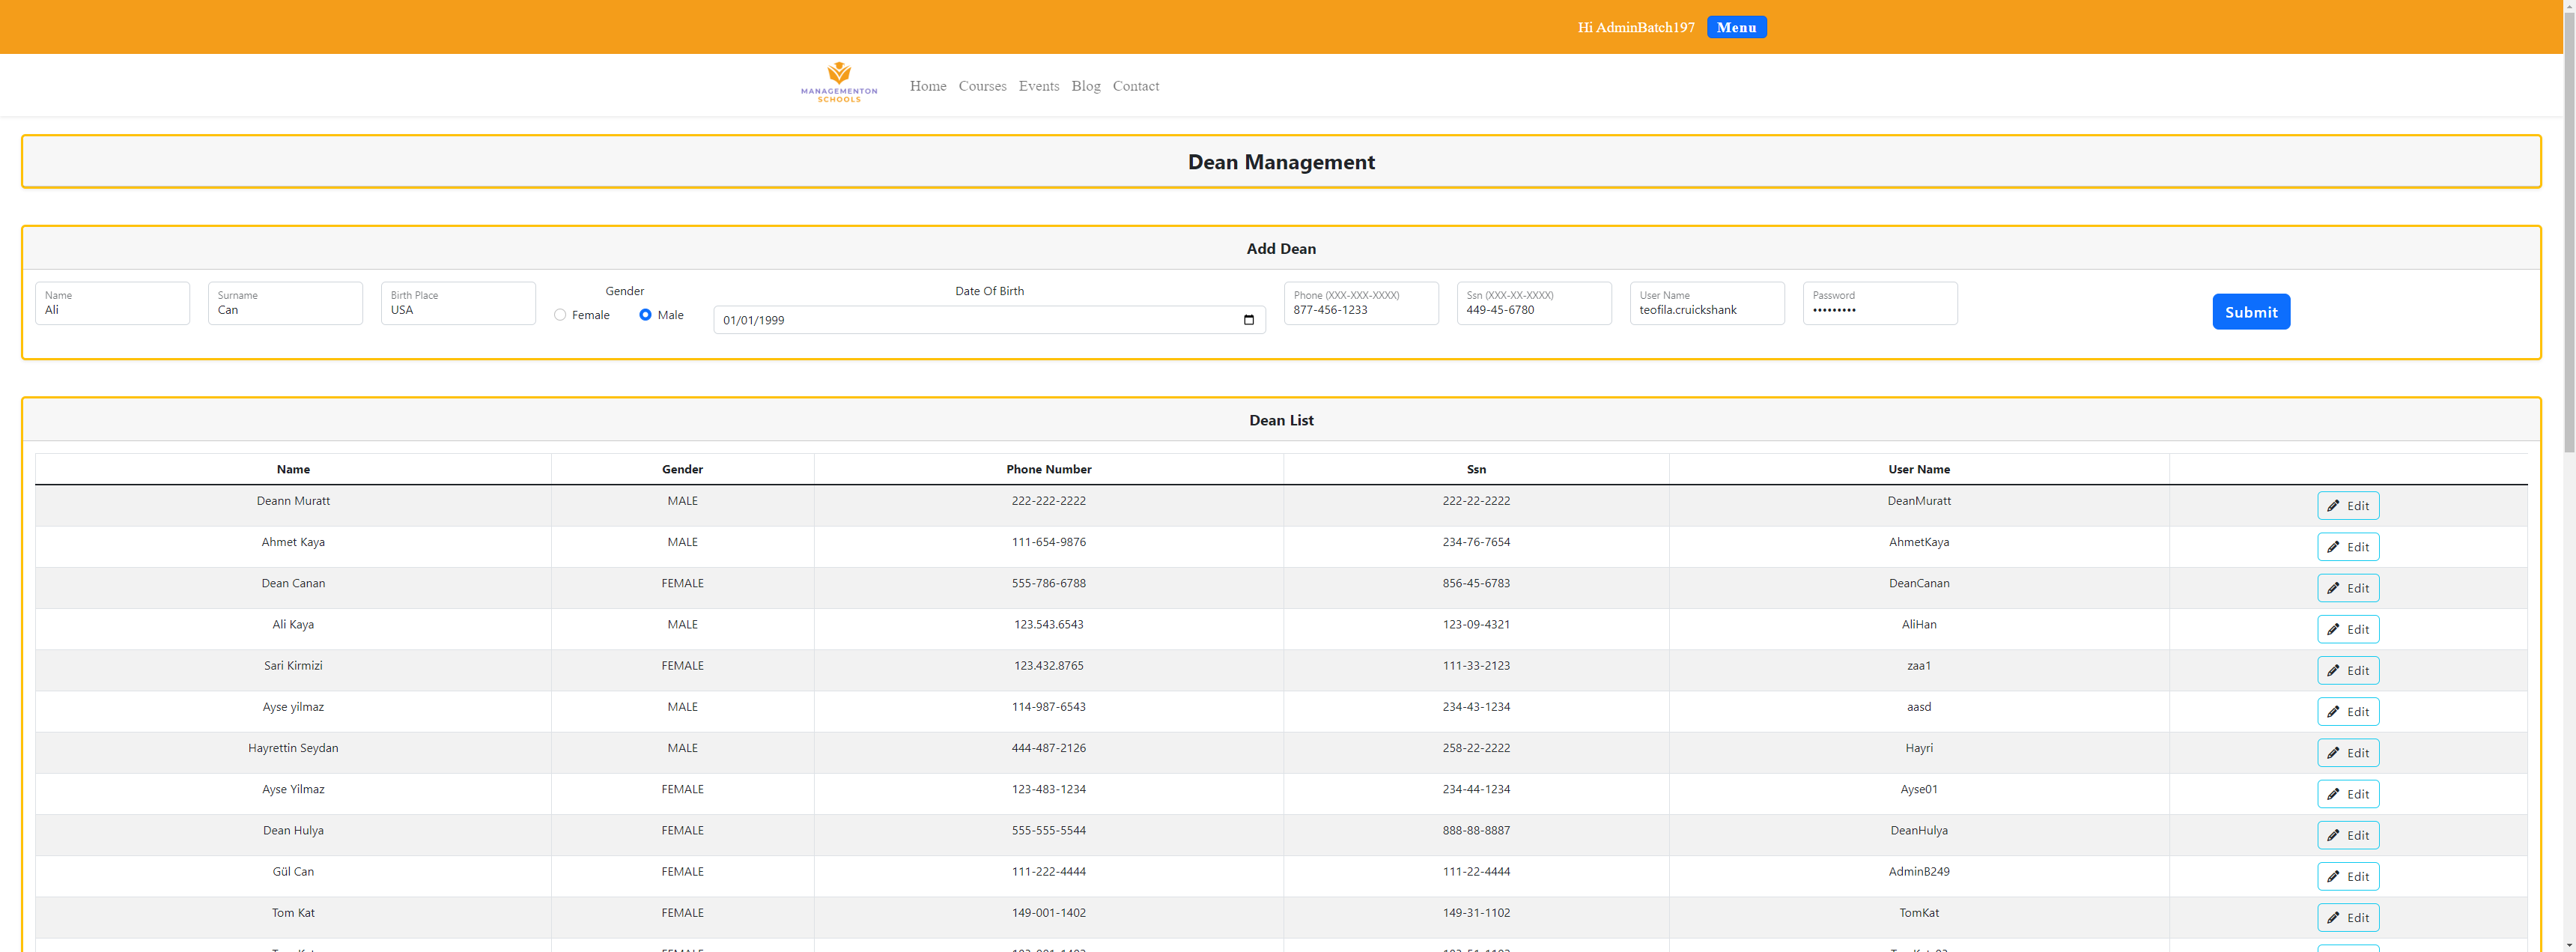 Hi AdminBatch197 Menu
MANAGEMENTON
SCHOOLS
Home Courses Events Blog Contact
Dean Management
Add Dean
Name
Ali
Surname
Can
Birth Place
USA
Gender
Female Male
Date Of Birth
01/01/1999
Phone (XXX-XXX-XXXX)
877-456-1233
Ssn (XXX-XX-XXXX)
449-45-6780
User Name
teofila.cruickshank
Password
•••••••••
Submit
Dean List
Name Gender Phone Number Ssn User Name
Deann Muratt MALE 222-222-2222 222-22-2222 DeanMuratt Edit
Ahmet Kaya MALE 111-654-9876 234-76-7654 AhmetKaya Edit
Dean Canan FEMALE 555-786-6788 856-45-6783 DeanCanan Edit
Ali Kaya MALE 123.543.6543 123-09-4321 AliHan Edit
Sari Kirmizi FEMALE 123.432.8765 111-33-2123 zaa1 Edit
Ayse yilmaz MALE 114-987-6543 234-43-1234 aasd Edit
Hayrettin Seydan MALE 444-487-2126 258-22-2222 Hayri Edit
Ayse Yilmaz FEMALE 123-483-1234 234-44-1234 Ayse01 Edit
Dean Hulya FEMALE 555-555-5544 888-88-8887 DeanHulya Edit
Gül Can FEMALE 111-222-4444 111-22-4444 AdminB249 Edit
Tom Kat FEMALE 149-001-1402 149-31-1102 TomKat Edit